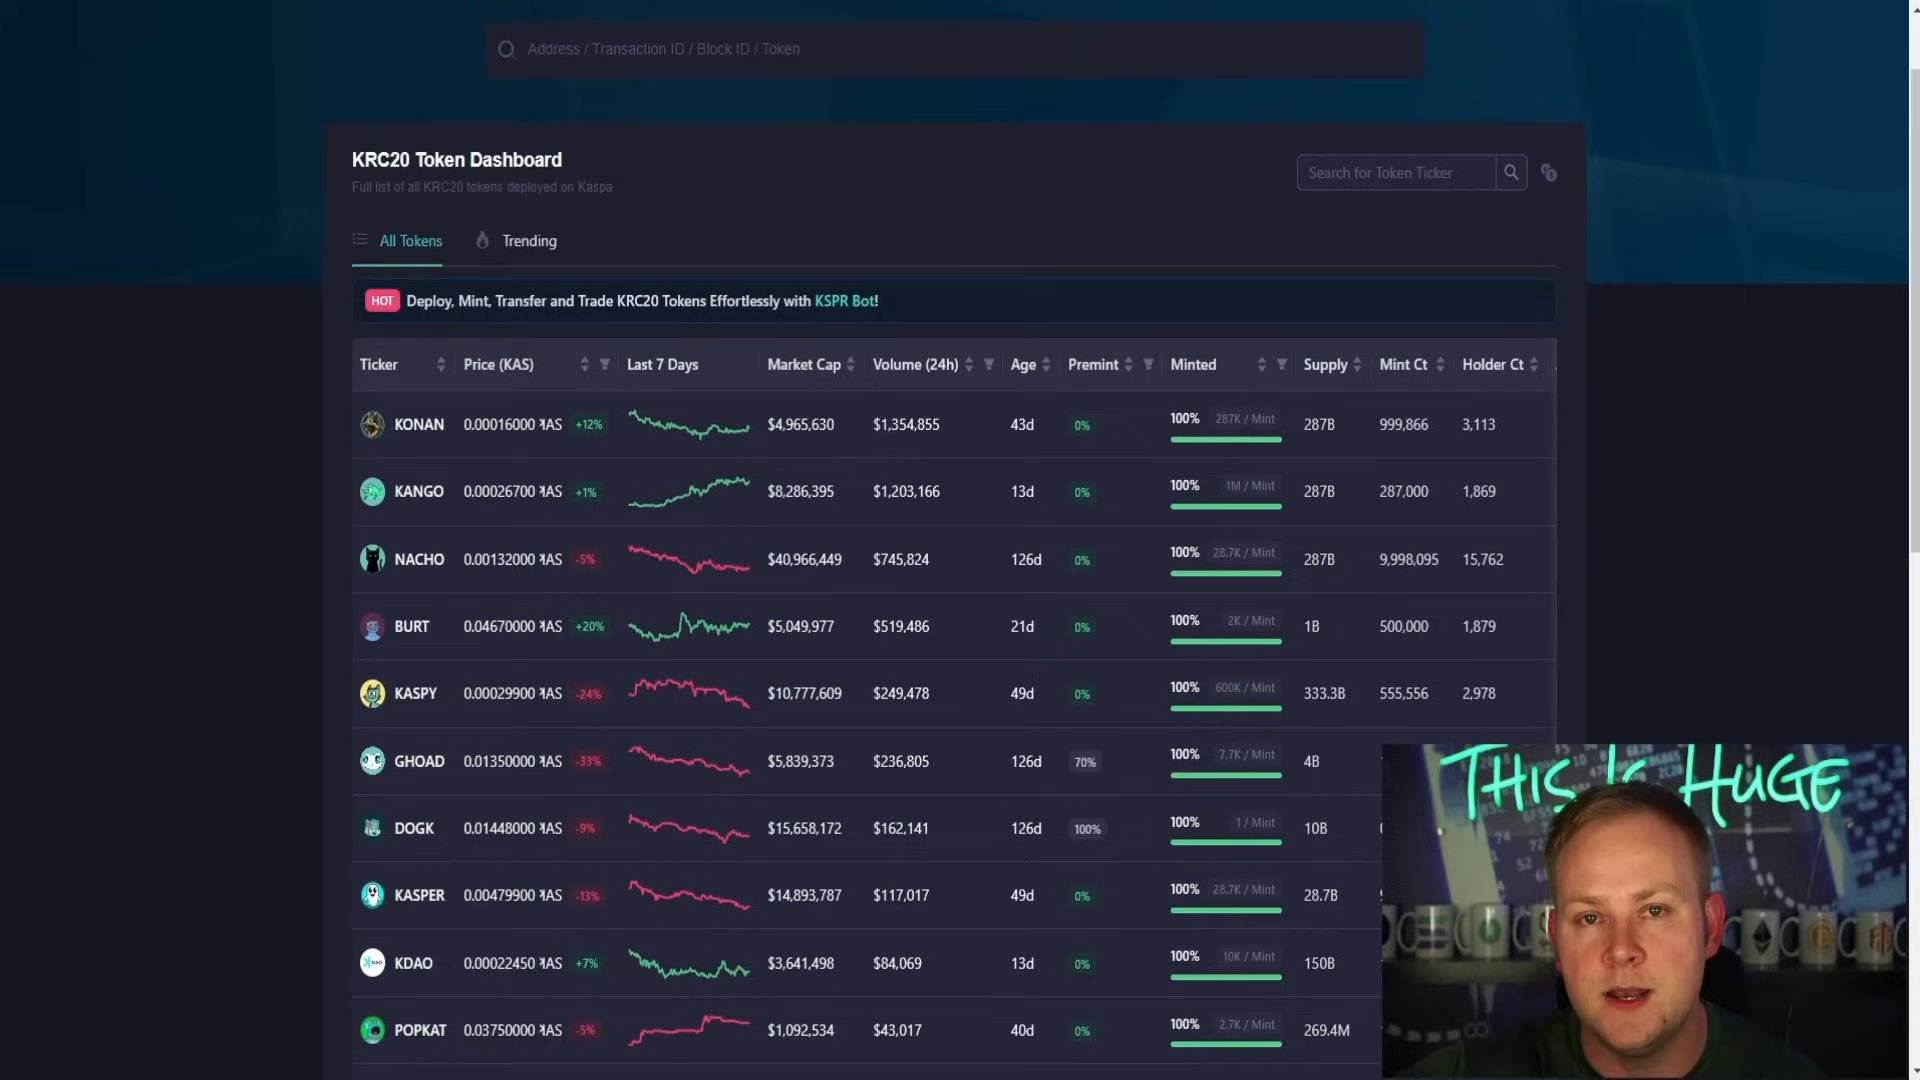 Address / Transaction ID / Block ID / Token
KRC20 Token Dashboard
Full list of all KRC20 tokens deployed on Kaspa
Search for Token Ticker
All Tokens Trending
HOT Deploy, Mint, Transfer and Trade KRC20 Tokens Effortlessly with KSPR Bot!
Ticker Price (KAS) Last 7 Days Market Cap Volume (24h) Age Premint Minted Supply Mint Ct Holder Ct
KONAN 0.00016000 KAS +12% $4,965,630 $1,354,855 43d 0% 100% 287K / Mint 287B 999,866 3,113
KANGO 0.00026700 KAS +1% $8,286,395 $1,203,166 13d 0% 100% 1M / Mint 287B 287,000 1,869
NACHO 0.00132000 KAS -5% $40,966,449 $745,824 126d 0% 100% 28.7K / Mint 287B 9,998,095 15,762
BURT 0.04670000 KAS +20% $5,049,977 $519,486 21d 0% 100% 2K / Mint 1B 500,000 1,879
KASPY 0.00029900 KAS -24% $10,777,609 $249,478 49d 0% 100% 600K / Mint 333.3B 555,556 2,978
GHOAD 0.01350000 KAS -33% $5,839,373 $236,805 126d 70% 100% 7.7K / Mint 4B
DOGK 0.01448000 KAS -9% $15,658,172 $162,141 126d 100% 100% 1 / Mint 10B
KASPER 0.00479900 KAS -13% $14,893,787 $117,017 49d 0% 100% 28.7K / Mint 28.7B
KDAO 0.00022450 KAS +7% $3,641,498 $84,069 13d 0% 100% 10K / Mint 150B
POPKAT 0.03750000 KAS -5% $1,092,534 $43,017 40d 0% 100% 2.7K / Mint 269.4M
THIS IS HUGE